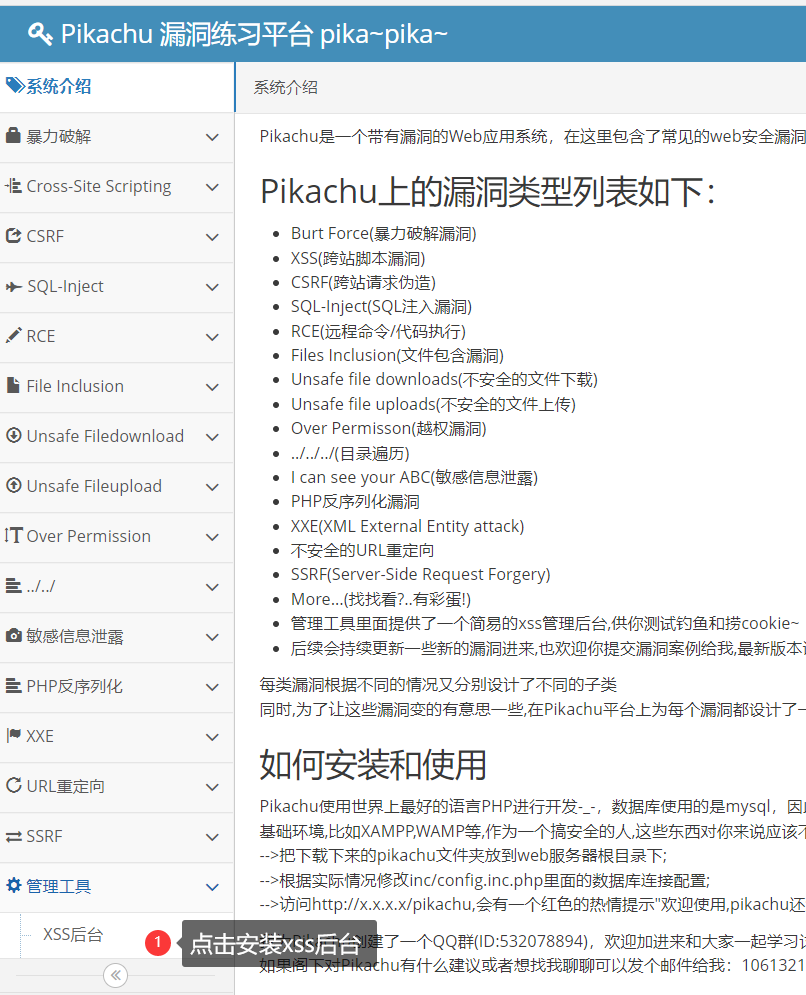 Pikachu 漏洞练习平台 pika~pika~
系统介绍
暴力破解
Cross-Site Scripting
CSRF
SQL-Inject
RCE
File Inclusion
Unsafe Filedownload
Unsafe Fileupload
Over Permission
../../
敏感信息泄露
PHP反序列化
XXE
URL重定向
SSRF
管理工具
XSS后台
1 点击安装xss后台
系统介绍
Pikachu是一个带有漏洞的Web应用系统，在这里包含了常见的web安全漏洞
Pikachu上的漏洞类型列表如下：
Burt Force(暴力破解漏洞)
XSS(跨站脚本漏洞)
CSRF(跨站请求伪造)
SQL-Inject(SQL注入漏洞)
RCE(远程命令/代码执行)
Files Inclusion(文件包含漏洞)
Unsafe file downloads(不安全的文件下载)
Unsafe file uploads(不安全的文件上传)
Over Permisson(越权漏洞)
../../../(目录遍历)
I can see your ABC(敏感信息泄露)
PHP反序列化漏洞
XXE(XML External Entity attack)
不安全的URL重定向
SSRF(Server-Side Request Forgery)
More...(找找看?..有彩蛋!)
管理工具里面提供了一个简易的xss管理后台,供你测试钓鱼和捞cookie~
后续会持续更新一些新的漏洞进来,也欢迎你提交漏洞案例给我,最新版本
每类漏洞根据不同的情况又分别设计了不同的子类
同时,为了让这些漏洞变的有意思一些,在Pikachu平台上为每个漏洞都设计了
如何安装和使用
Pikachu使用世界上最好的语言PHP进行开发-_-，数据库使用的是mysql，因
基础环境,比如XAMPP,WAMP等,作为一个搞安全的人,这些东西对你来说应该
-->把下载下来的pikachu文件夹放到web服务器根目录下;
-->根据实际情况修改inc/config.inc.php里面的数据库连接配置;
-->访问http://x.x.x.x/pikachu,会有一个红色的热情提示"欢迎使用,pikachu还
创建了一个QQ群(ID:532078894)，欢迎加进来和大家一起学习
如果阁下对Pikachu有什么建议或者想找我聊聊可以发个邮件给我：1061321